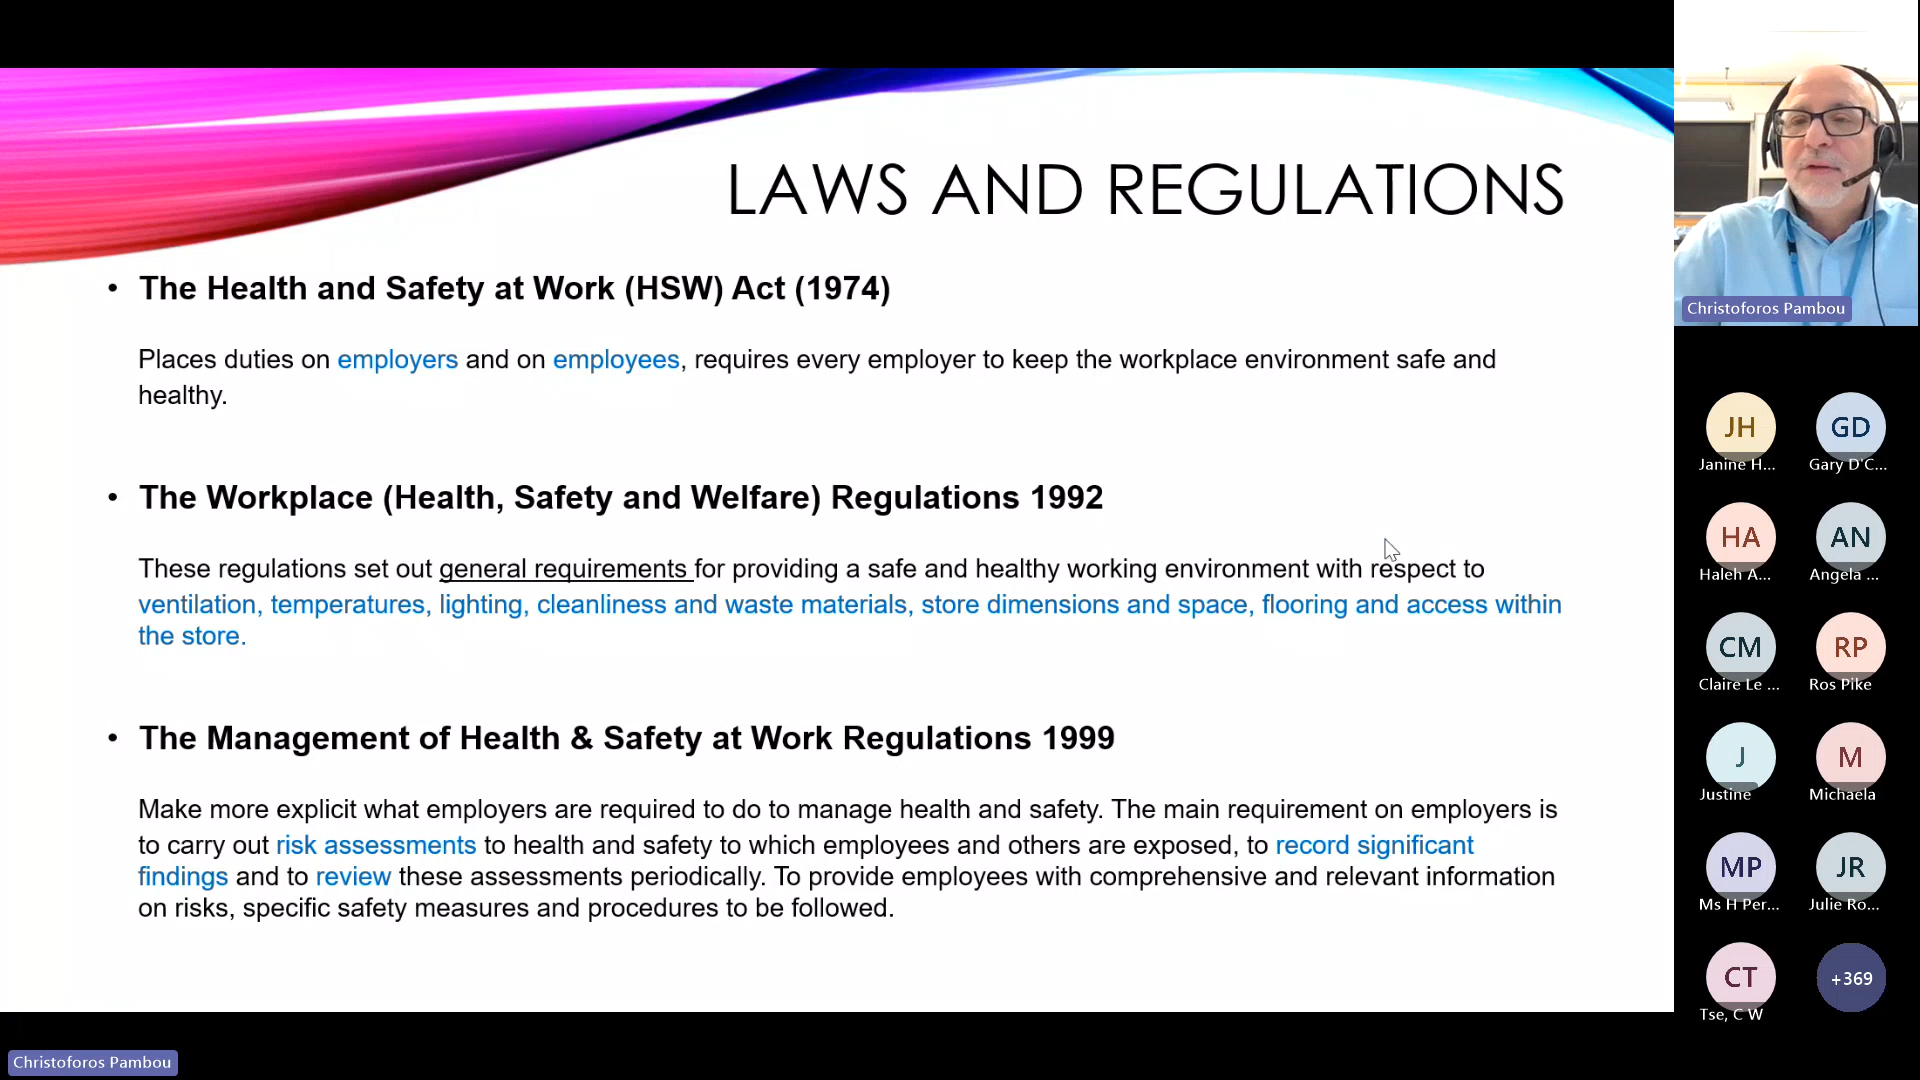 LAWS AND REGULATIONS
• The Health and Safety at Work (HSW) Act (1974)
Places duties on employers and on employees, requires every employer to keep the workplace environment safe and
healthy.
• The Workplace (Health, Safety and Welfare) Regulations 1992
These regulations set out general requirements for providing a safe and healthy working environment with respect to
ventilation, temperatures, lighting, cleanliness and waste materials, store dimensions and space, flooring and access within
the store.
• The Management of Health & Safety at Work Regulations 1999
Make more explicit what employers are required to do to manage health and safety. The main requirement on employers is
to carry out risk assessments to health and safety to which employees and others are exposed, to record significant
findings and to review these assessments periodically. To provide employees with comprehensive and relevant information
on risks, specific safety measures and procedures to be followed.
Christoforos Pambou
JH
Janine H...
GD
Gary D'C...
HA
Haleh A...
AN
Angela ...
CM
Claire Le ...
RP
Ros Pike
J
Justine
M
Michaela
MP
Ms H Per...
JR
Julie Ro...
CT
Tse, C W
+369
Christoforos Pambou